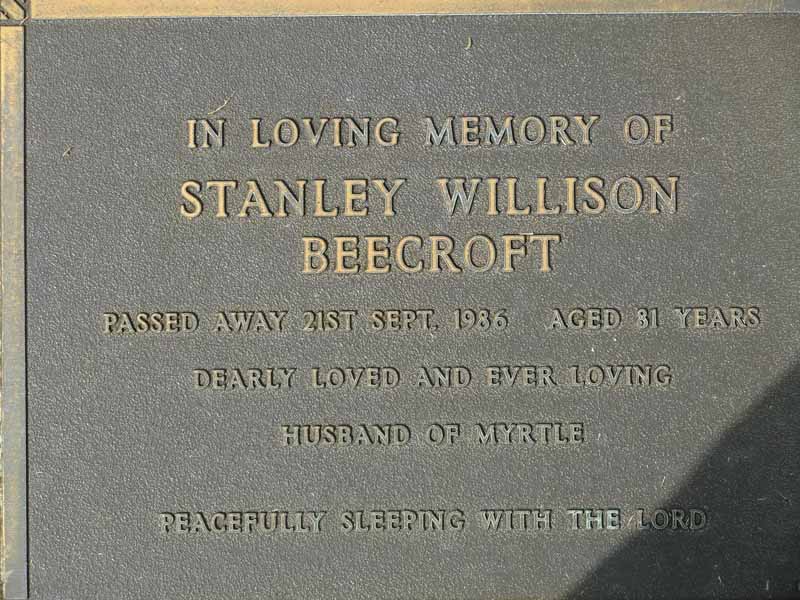 IN LOVING MEMORY OF
STANLEY WILLISON
BEECROFT
PASSED AWAY 21ST SEPT. 1986 AGED 81 YEARS
DEARLY LOVED AND EVER LOVING
HUSBAND OF MYRTLE
PEACEFULLY SLEEPING WITH THE LORD